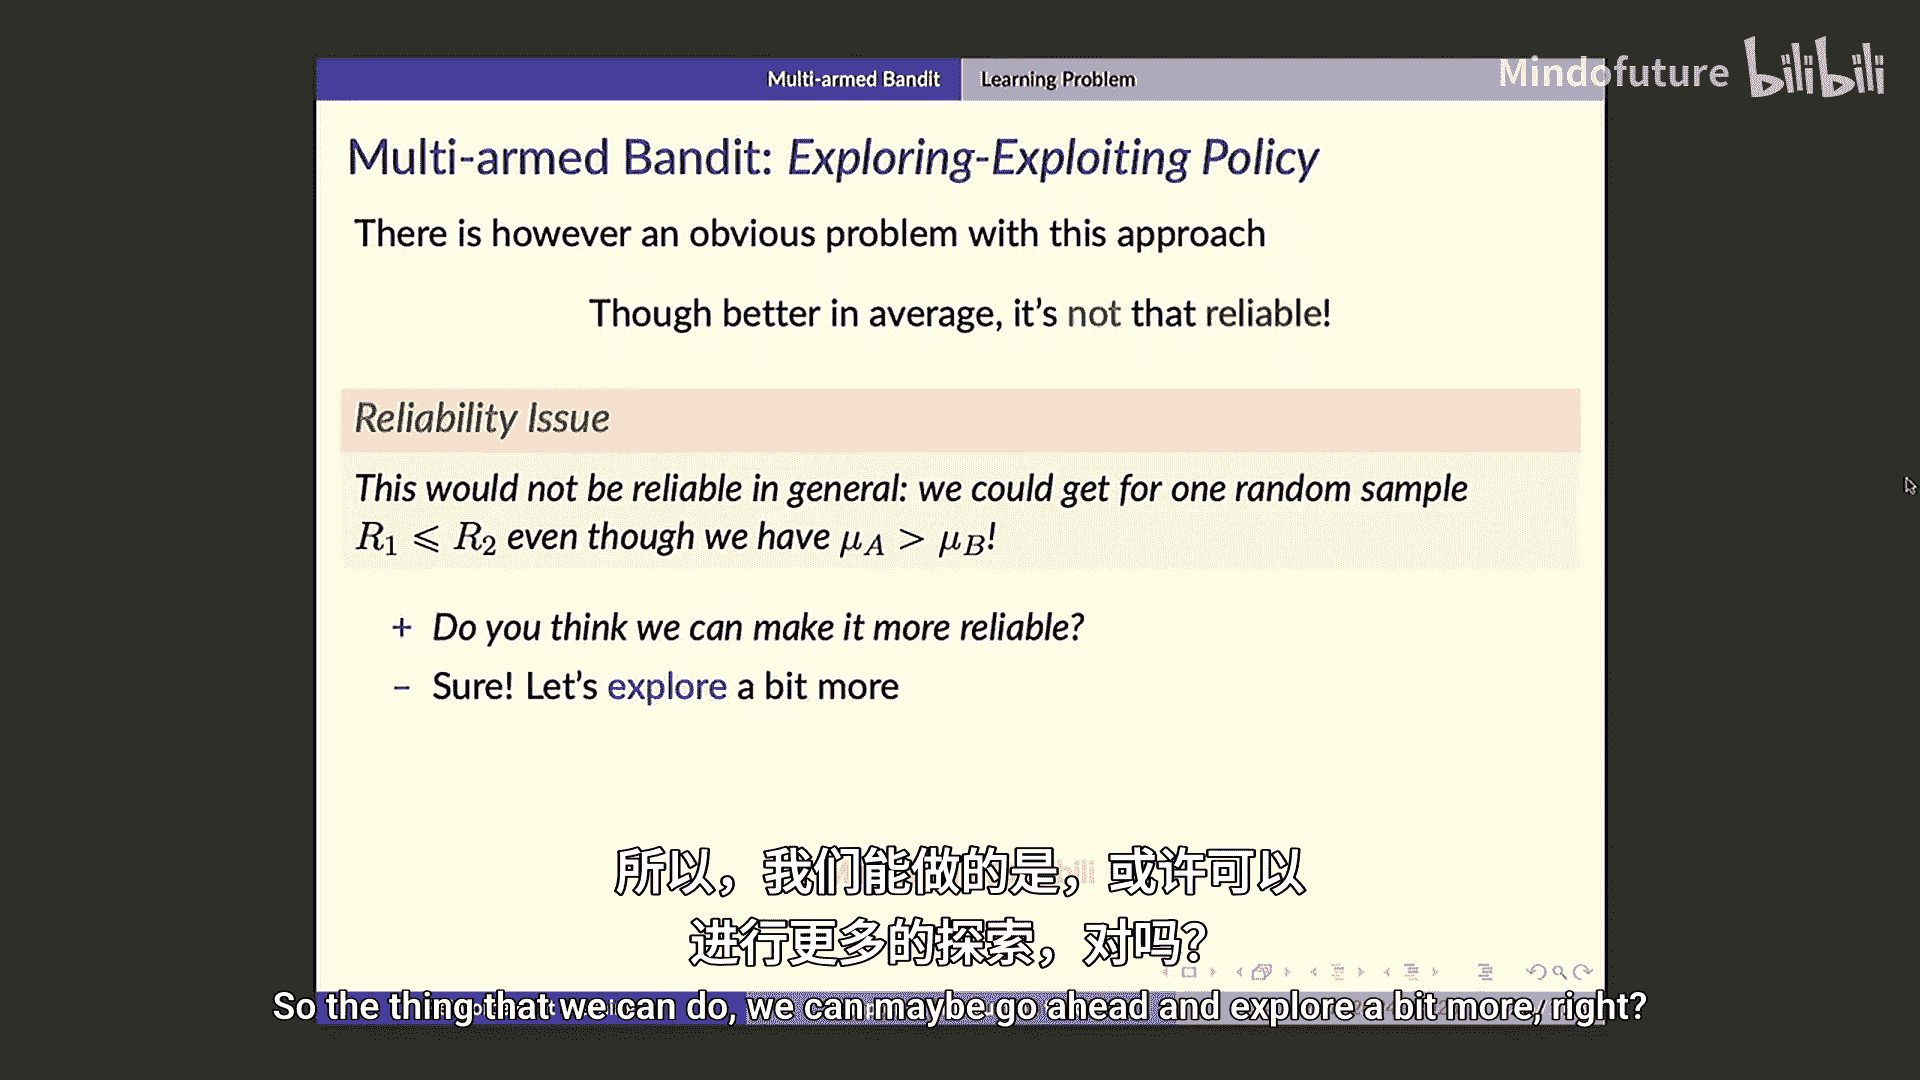 Mindofuture bilibili
Multi-armed Bandit Learning Problem
Multi-armed Bandit: Exploring-Exploiting Policy
There is however an obvious problem with this approach
Though better in average, it's not that reliable!
Reliability Issue
This would not be reliable in general: we could get for one random sample
R₁ ⩽ R₂ even though we have μ_A > μ_B!
+ Do you think we can make it more reliable?
– Sure! Let's explore a bit more
所以，我们能做的是，或许可以
进行更多的探索，对吗？
So the thing that we can do, we can maybe go ahead and explore a bit more, right?